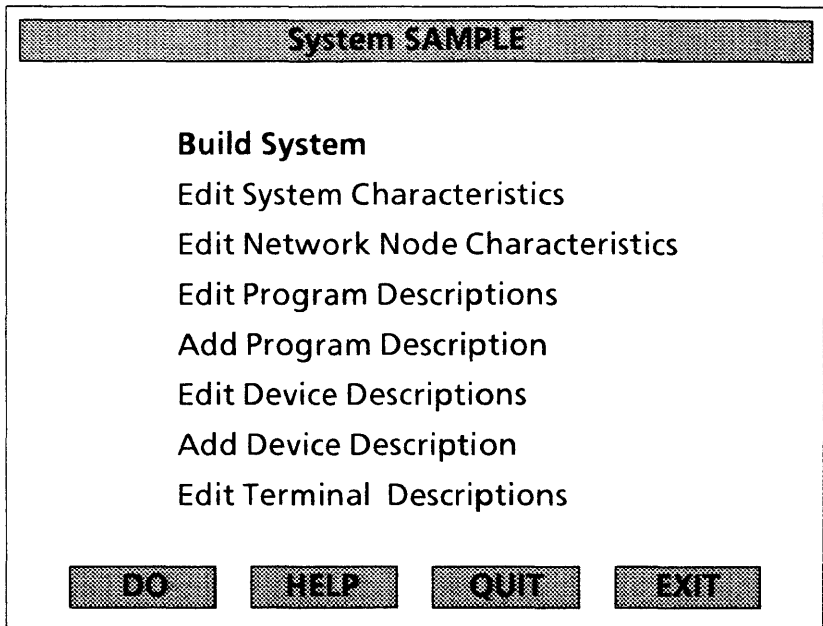 System SAMPLE
Build System
Edit System Characteristics
Edit Network Node Characteristics
Edit Program Descriptions
Add Program Description
Edit Device Descriptions
Add Device Description
Edit Terminal Descriptions
DO HELP QUIT EXIT